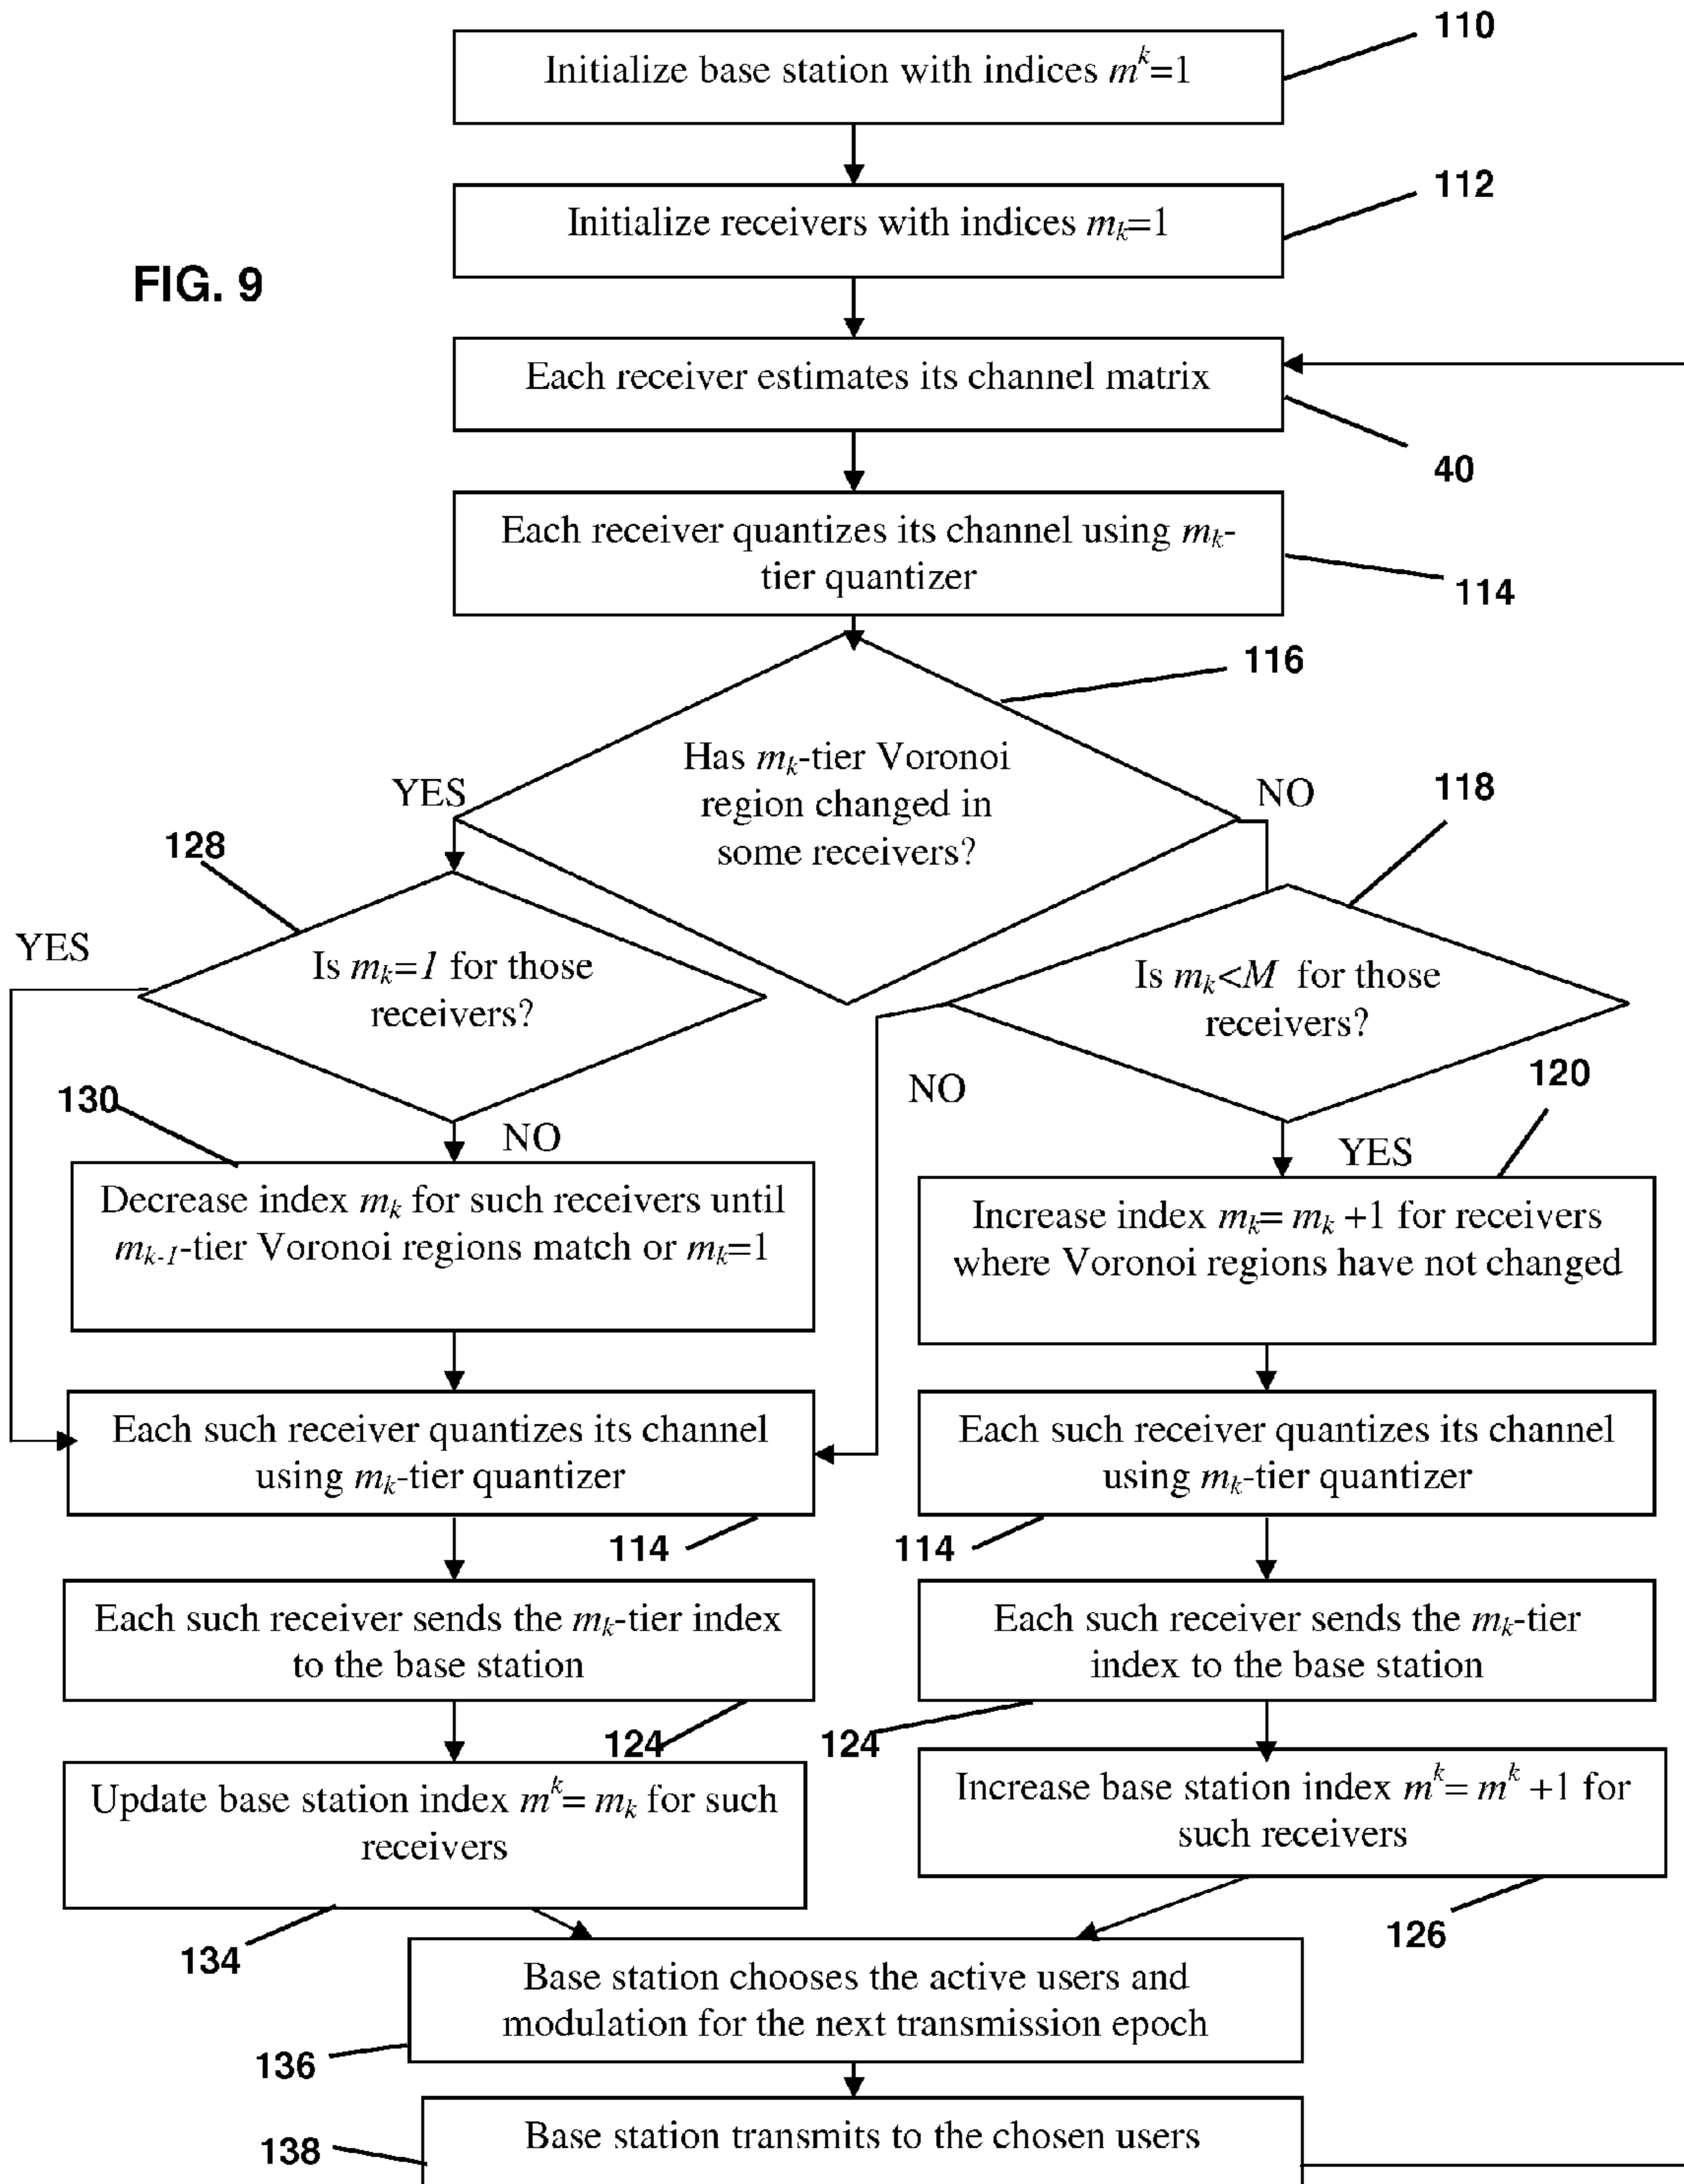 110
Initialize base station with indices m^k=1
112
Initialize receivers with indices m_k=1
FIG. 9
Each receiver estimates its channel matrix
40
Each receiver quantizes its channel using m_k-
tier quantizer
114
116
Has m_k-tier Voronoi
region changed in
some receivers?
YES
NO
118
128
YES
Is m_k=1 for those
receivers?
Is m_k<M for those
receivers?
120
130
NO
NO
YES
Decrease index m_k for such receivers until
m_{k-1}-tier Voronoi regions match or m_k=1
Increase index m_k= m_k +1 for receivers
where Voronoi regions have not changed
Each such receiver quantizes its channel
using m_k-tier quantizer
Each such receiver quantizes its channel
using m_k-tier quantizer
114
114
Each such receiver sends the m_k-tier index
to the base station
Each such receiver sends the m_k-tier
index to the base station
124
124
Update base station index m^k= m_k for such
receivers
Increase base station index m^k= m^k +1 for
such receivers
134
126
Base station chooses the active users and
modulation for the next transmission epoch
136
Base station transmits to the chosen users
138